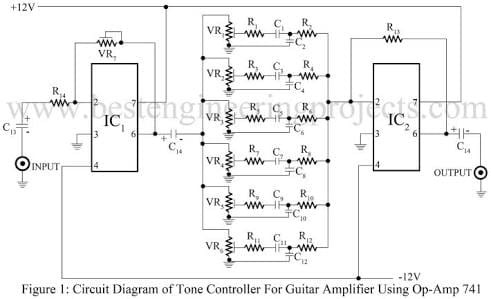 +12V
VR1 R1 C1 R2
C2
R13
VR7
VR2 R3 C3 R4
C4
R14
www.bestengineeringprojects.com
2 7 2 7
C13 IC1 VR3 R5 C5 R6 IC2
C6
3 6 C14 3 6 C14
VR4 R7 C7 R8
C8
INPUT 4 4 OUTPUT
VR5 R9 C9 R10
C10
VR6 R11 C11 R12
C12
-12V
Figure 1: Circuit Diagram of Tone Controller For Guitar Amplifier Using Op-Amp 741